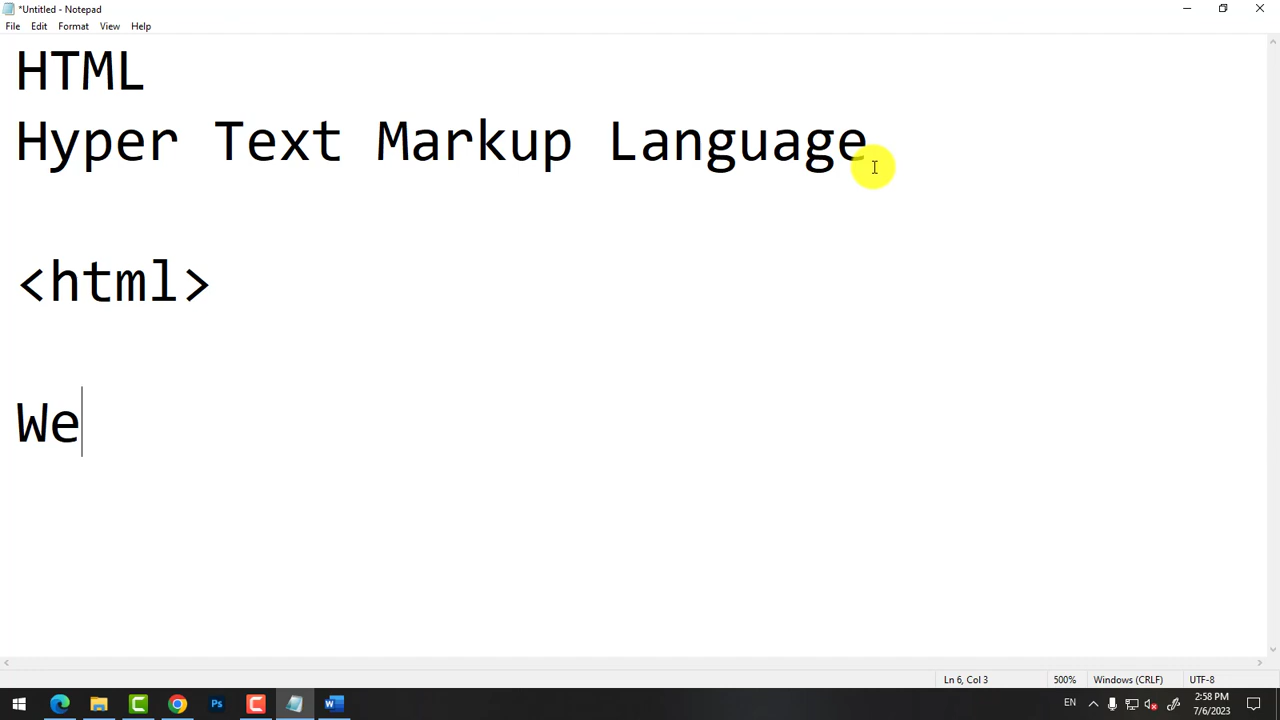 *Untitled - Notepad
File Edit Format View Help
HTML
Hyper Text Markup Language
<html>
We
Ln 6, Col 3 500% Windows (CRLF) UTF-8
Ps W EN 2:58 PM
7/6/2023